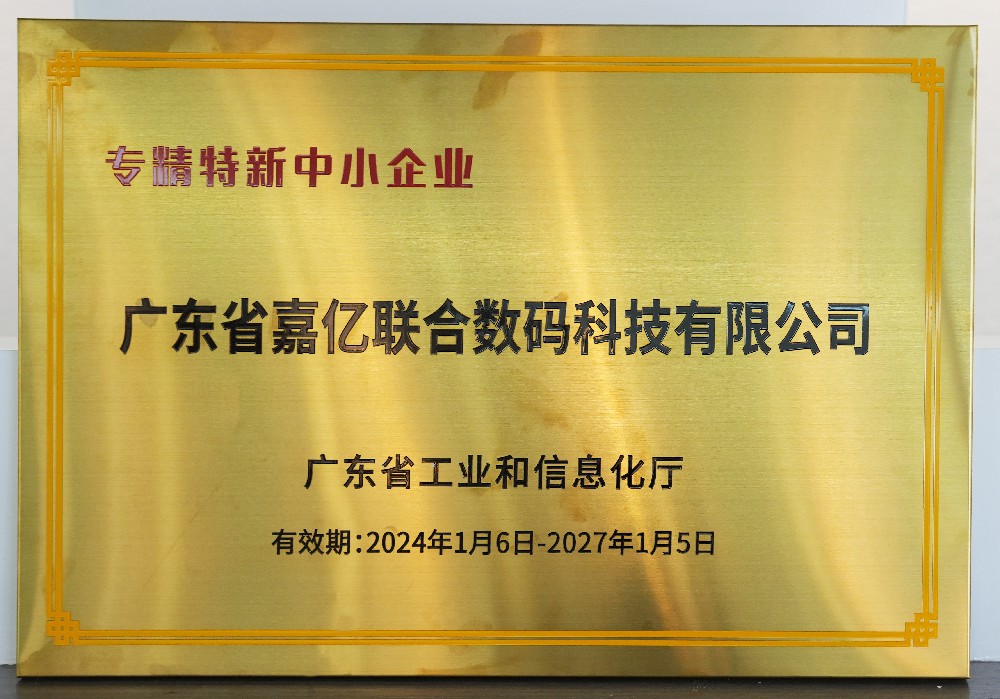 专精特新中小企业
广东省嘉亿联合数码科技有限公司
广东省工业和信息化厅
有效期:2024年1月6日-2027年1月5日